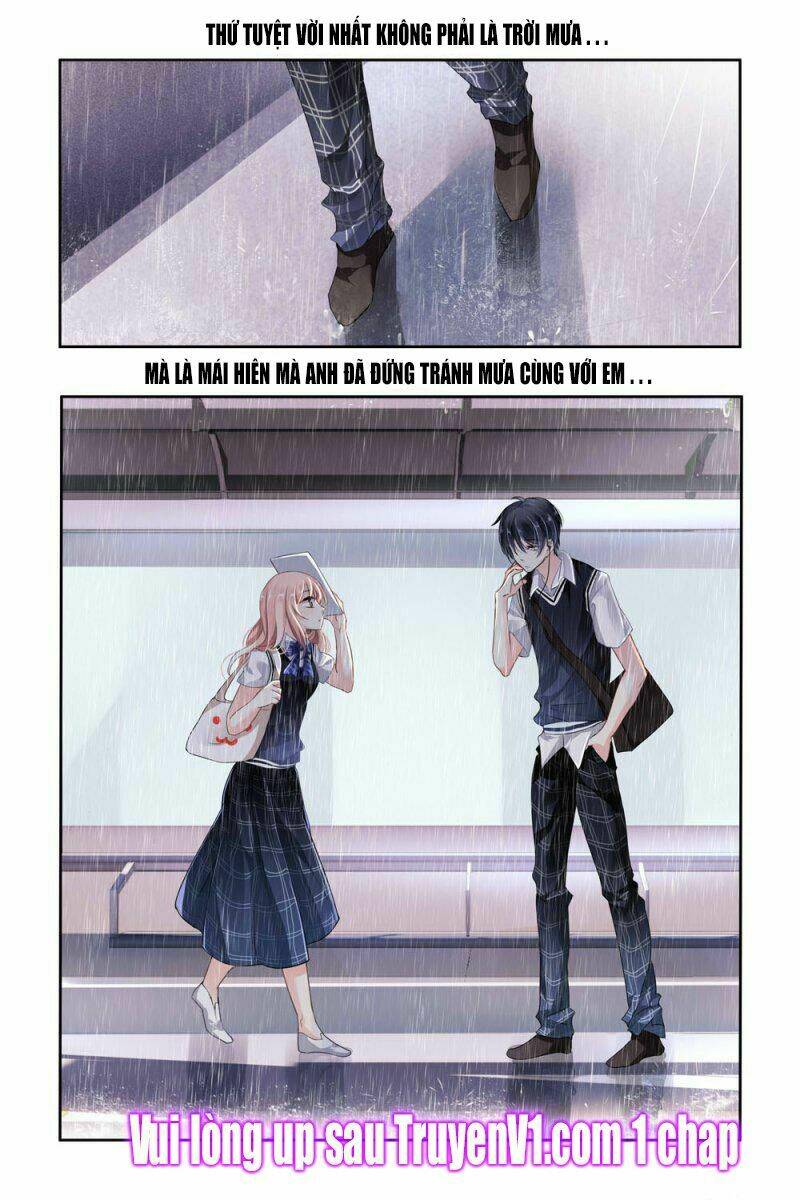 THỨ TUYỆT VỜI NHẤT KHÔNG PHẢI LÀ TRỜI MƯA . . .
MÀ LÀ MÁI HIÊN MÀ ANH ĐÃ ĐỨNG TRÁNH MƯA CÙNG VỚI EM . . .
Vui lòng up sau TruyenV1.com 1 chap